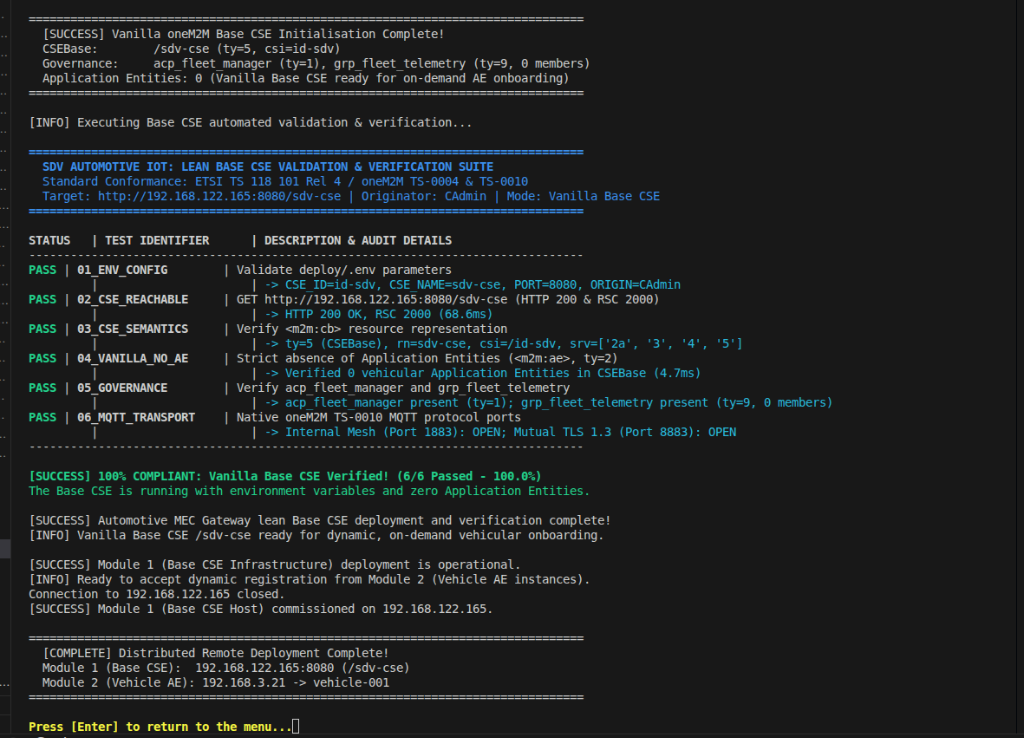 ================================================================================
  [SUCCESS] Vanilla oneM2M Base CSE Initialisation Complete!
  CSEBase:        /sdv-cse (ty=5, csi=id-sdv)
  Governance:     acp_fleet_manager (ty=1), grp_fleet_telemetry (ty=9, 0 members)
  Application Entities: 0 (Vanilla Base CSE ready for on-demand AE onboarding)
================================================================================

[INFO] Executing Base CSE automated validation & verification...

================================================================================
  SDV AUTOMOTIVE IOT: LEAN BASE CSE VALIDATION & VERIFICATION SUITE
  Standard Conformance: ETSI TS 118 101 Rel 4 / oneM2M TS-0004 & TS-0010
  Target: http://192.168.122.165:8080/sdv-cse | Originator: CAdmin | Mode: Vanilla Base CSE
================================================================================

STATUS   | TEST IDENTIFIER      | DESCRIPTION & AUDIT DETAILS
--------------------------------------------------------------------------------
PASS | 01_ENV_CONFIG        | Validate deploy/.env parameters
         |                      | -> CSE_ID=id-sdv, CSE_NAME=sdv-cse, PORT=8080, ORIGIN=CAdmin
PASS | 02_CSE_REACHABLE     | GET http://192.168.122.165:8080/sdv-cse (HTTP 200 & RSC 2000)
         |                      | -> HTTP 200 OK, RSC 2000 (68.6ms)
PASS | 03_CSE_SEMANTICS     | Verify <m2m:cb> resource representation
         |                      | -> ty=5 (CSEBase), rn=sdv-cse, csi=/id-sdv, srv=['2a', '3', '4', '5']
PASS | 04_VANILLA_NO_AE     | Strict absence of Application Entities (<m2m:ae>, ty=2)
         |                      | -> Verified 0 vehicular Application Entities in CSEBase (4.7ms)
PASS | 05_GOVERNANCE        | Verify acp_fleet_manager and grp_fleet_telemetry
         |                      | -> acp_fleet_manager present (ty=1); grp_fleet_telemetry present (ty=9, 0 members)
PASS | 06_MQTT_TRANSPORT    | Native oneM2M TS-0010 MQTT protocol ports
         |                      | -> Internal Mesh (Port 1883): OPEN; Mutual TLS 1.3 (Port 8883): OPEN
--------------------------------------------------------------------------------

[SUCCESS] 100% COMPLIANT: Vanilla Base CSE Verified! (6/6 Passed - 100.0%)
The Base CSE is running with environment variables and zero Application Entities.

[SUCCESS] Automotive MEC Gateway lean Base CSE deployment and verification complete!
[INFO] Vanilla Base CSE /sdv-cse ready for dynamic, on-demand vehicular onboarding.

[SUCCESS] Module 1 (Base CSE Infrastructure) deployment is operational.
[INFO] Ready to accept dynamic registration from Module 2 (Vehicle AE instances).
Connection to 192.168.122.165 closed.
[SUCCESS] Module 1 (Base CSE Host) commissioned on 192.168.122.165.

================================================================================
  [COMPLETE] Distributed Remote Deployment Complete!
  Module 1 (Base CSE):  192.168.122.165:8080 (/sdv-cse)
  Module 2 (Vehicle AE): 192.168.3.21 -> vehicle-001
================================================================================

Press [Enter] to return to the menu...